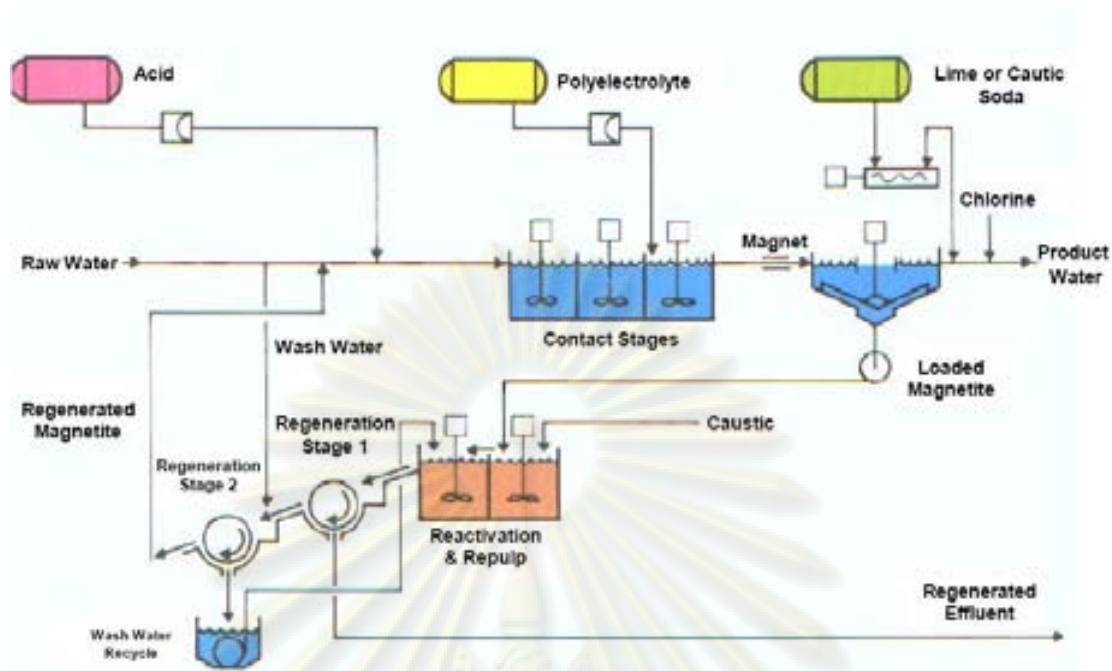 Acid
Polyelectrolyte
Lime or Cautic
Soda
Chlorine
Raw Water
Magnet
Product
Water
Contact Stages
Wash Water
Loaded
Magnetite
Regenerated
Magnetite
Regeneration
Stage 1
Caustic
Regeneration
Stage 2
Reactivation
& Repulp
Regenerated
Effluent
Wash Water
Recycle